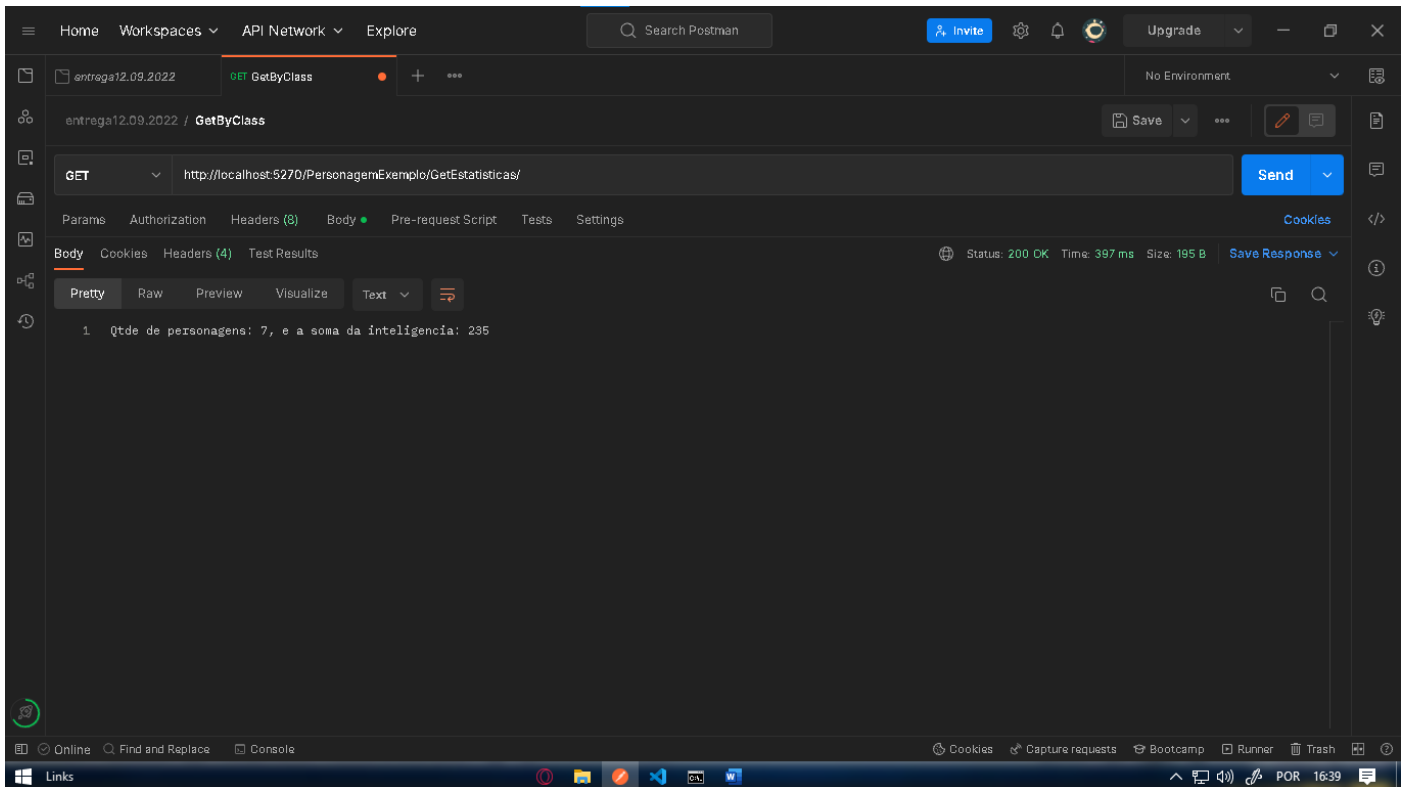 Home Workspaces API Network Explore Search Postman Invite Upgrade
entrega12.09.2022 GET GetByClass No Environment
entrega12.09.2022 / GetByClass Save
GET http://localhost:5270/PersonagemExemplo/GetEstatisticas/ Send
Params Authorization Headers (8) Body Pre-request Script Tests Settings Cookies
Body Cookies Headers (4) Test Results Status: 200 OK Time: 397 ms Size: 195 B Save Response
Pretty Raw Preview Visualize Text
1 Qtde de personagens: 7, e a soma da inteligencia: 235
Online Find and Replace Console Cookies Capture requests Bootcamp Runner Trash
Links POR 16:39